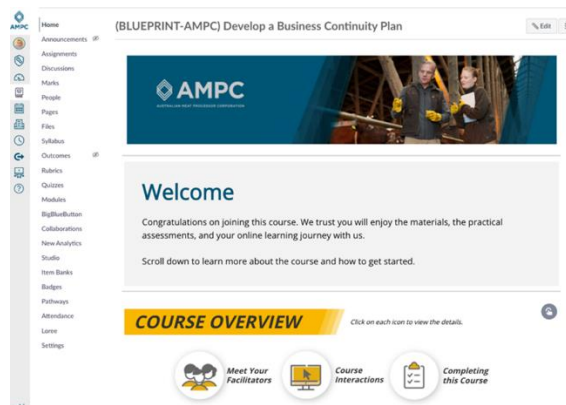 AMPC
Home
Announcements
Assignments
Discussions
Marks
People
Pages
Files
Syllabus
Outcomes
Rubrics
Quizzes
Modules
BigBlueButton
Collaborations
New Analytics
Studio
Item Banks
Badges
Pathways
Attendance
Loree
Settings
(BLUEPRINT-AMPC) Develop a Business Continuity Plan
Edit
AMPC
AUSTRALIAN MEAT PROCESSOR CORPORATION
Welcome
Congratulations on joining this course. We trust you will enjoy the materials, the practical
assessments, and your online learning journey with us.
Scroll down to learn more about the course and how to get started.
COURSE OVERVIEW
Click on each icon to view the details.
Meet Your
Facilitators
Course
Interactions
Completing
this Course